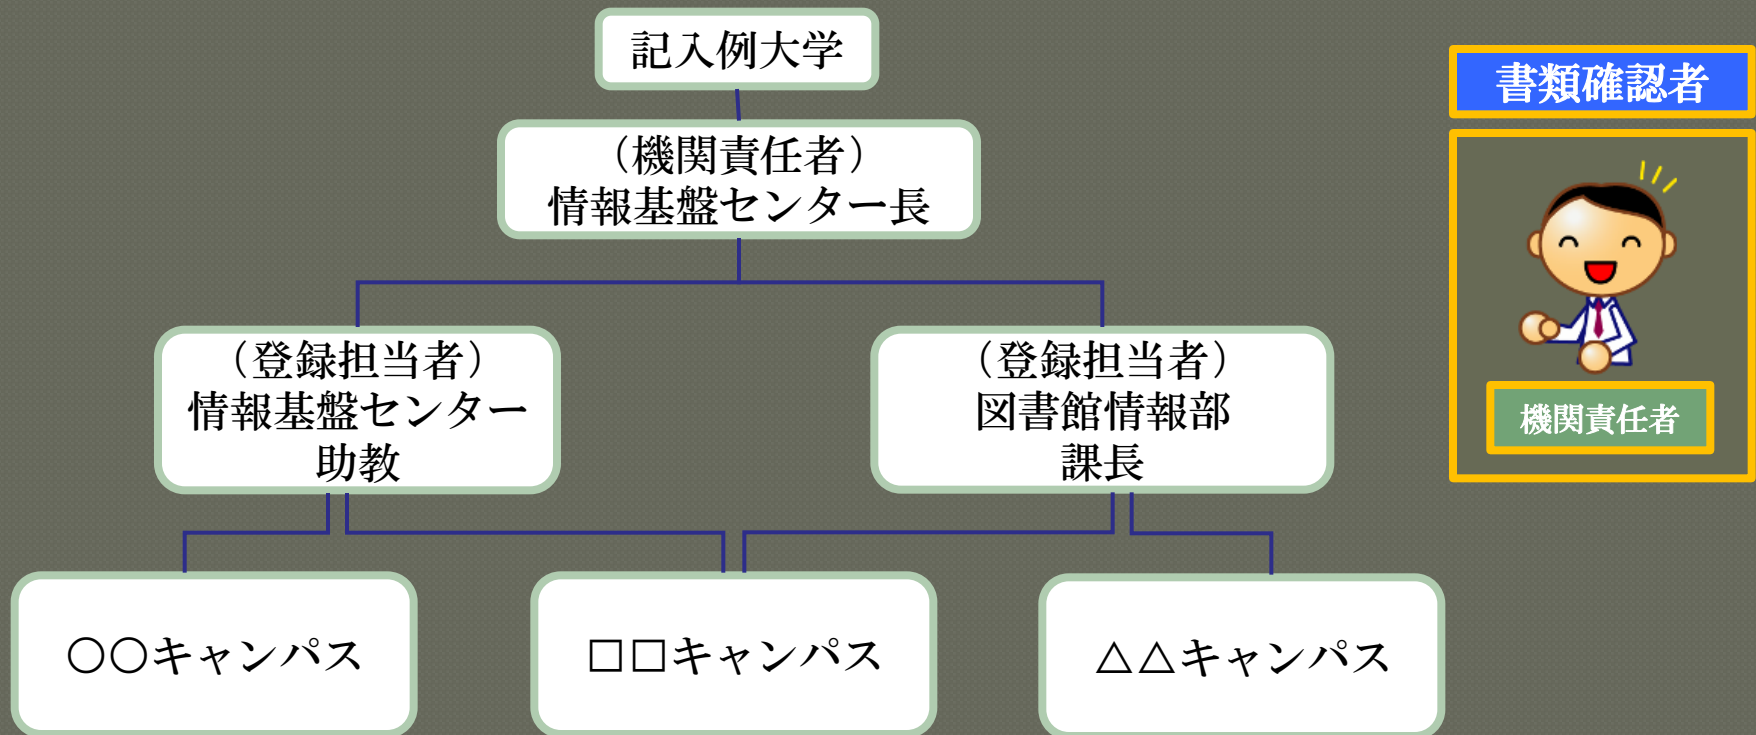 記入例大学
（機関責任者）
情報基盤センター長
（登録担当者）
情報基盤センター
助教
（登録担当者）
図書館情報部
課長
○○キャンパス
□□キャンパス
△△キャンパス
書類確認者
機関責任者